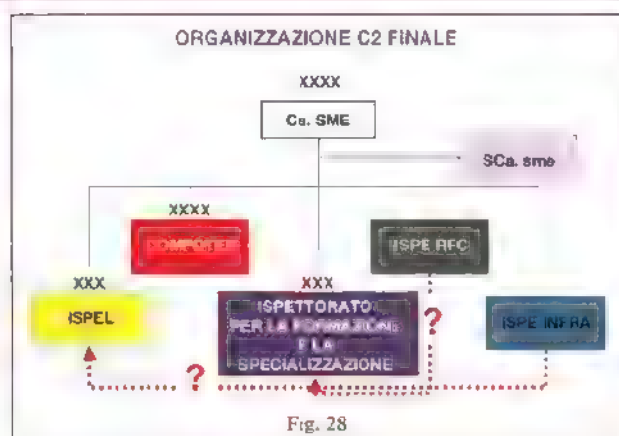 ORGANIZZAZIONE C2 FINALE
XXXX
Ca. SME
SCa. sme
XXXX
COMFOTER
ISPE RFC
XXX
XXX
ISPEL
ISPETTORATO
PER LA FORMAZIONE
E LA
SPECIALIZZAZIONE
?
ISPE INFRA
?
Fig. 28